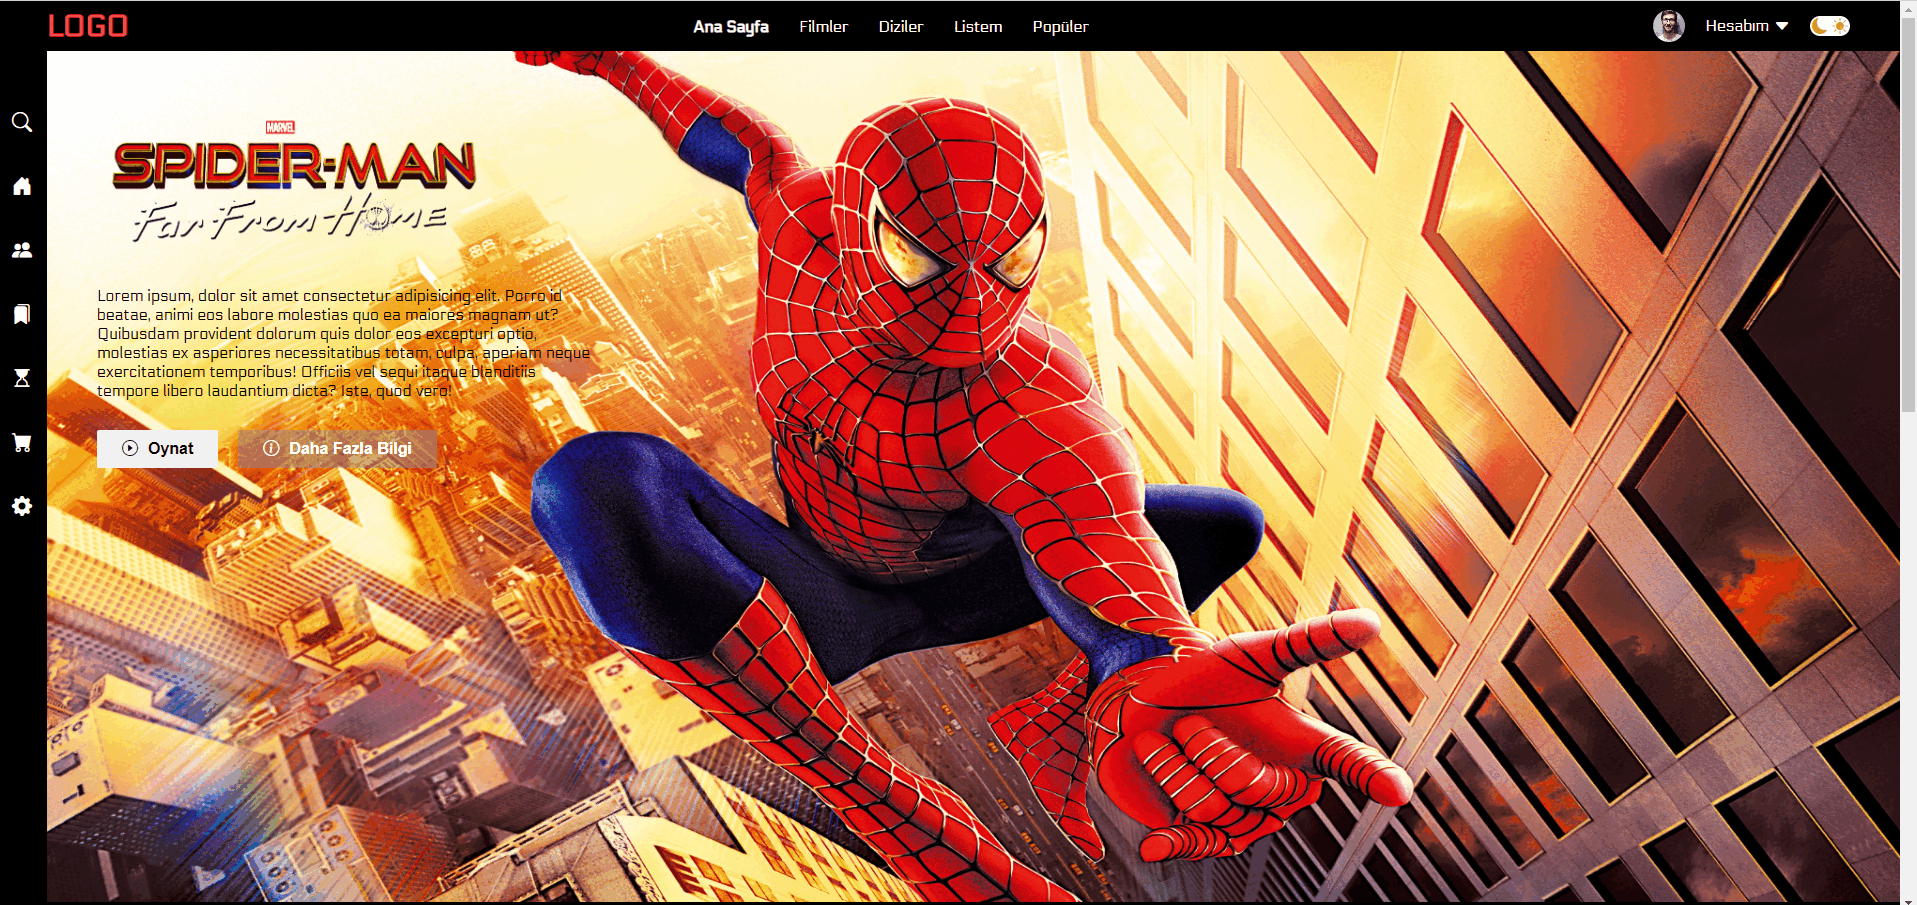 LOGO
Ana Sayfa
Filmler
Diziler
Listem
Popüler
Hesabım
MARVEL
SPIDER-MAN
Far From Home
Lorem ipsum, dolor sit amet consectetur adipisicing elit. Porro id
beatae, animi eos labore molestias quo ea maiores magnam ut?
Quibusdam provident dolorum quis dolor eos excepturi optio,
molestias ex asperiores necessitatibus totam, culpa, aperiam neque
exercitationem temporibus! Officiis vel sequi itaque blanditiis
tempore libero laudantium dicta? Iste, quod vero!
Oynat
Daha Fazla Bilgi